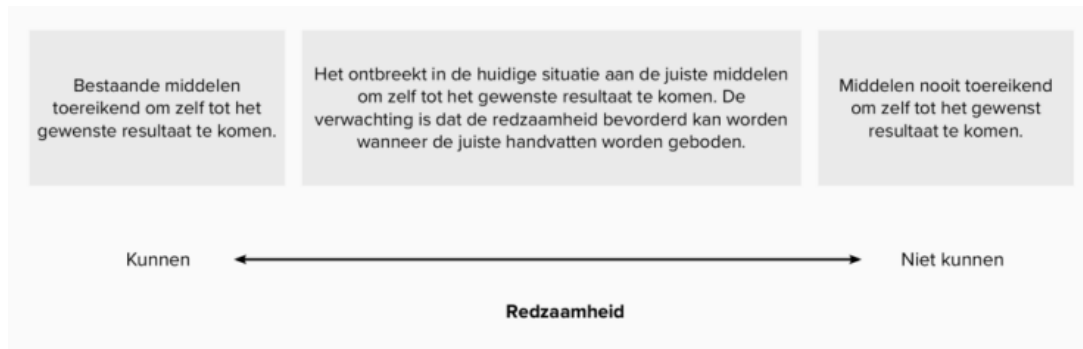 Bestaande middelen
toereikend om zelf tot het
gewenste resultaat te komen.
Het ontbreekt in de huidige situatie aan de juiste middelen
om zelf tot het gewenste resultaat te komen. De
verwachting is dat de redzaamheid bevorderd kan worden
wanneer de juiste handvatten worden geboden.
Middelen nooit toereikend
om zelf tot het gewenst
resultaat te komen.
Kunnen
Niet kunnen
Redzaamheid